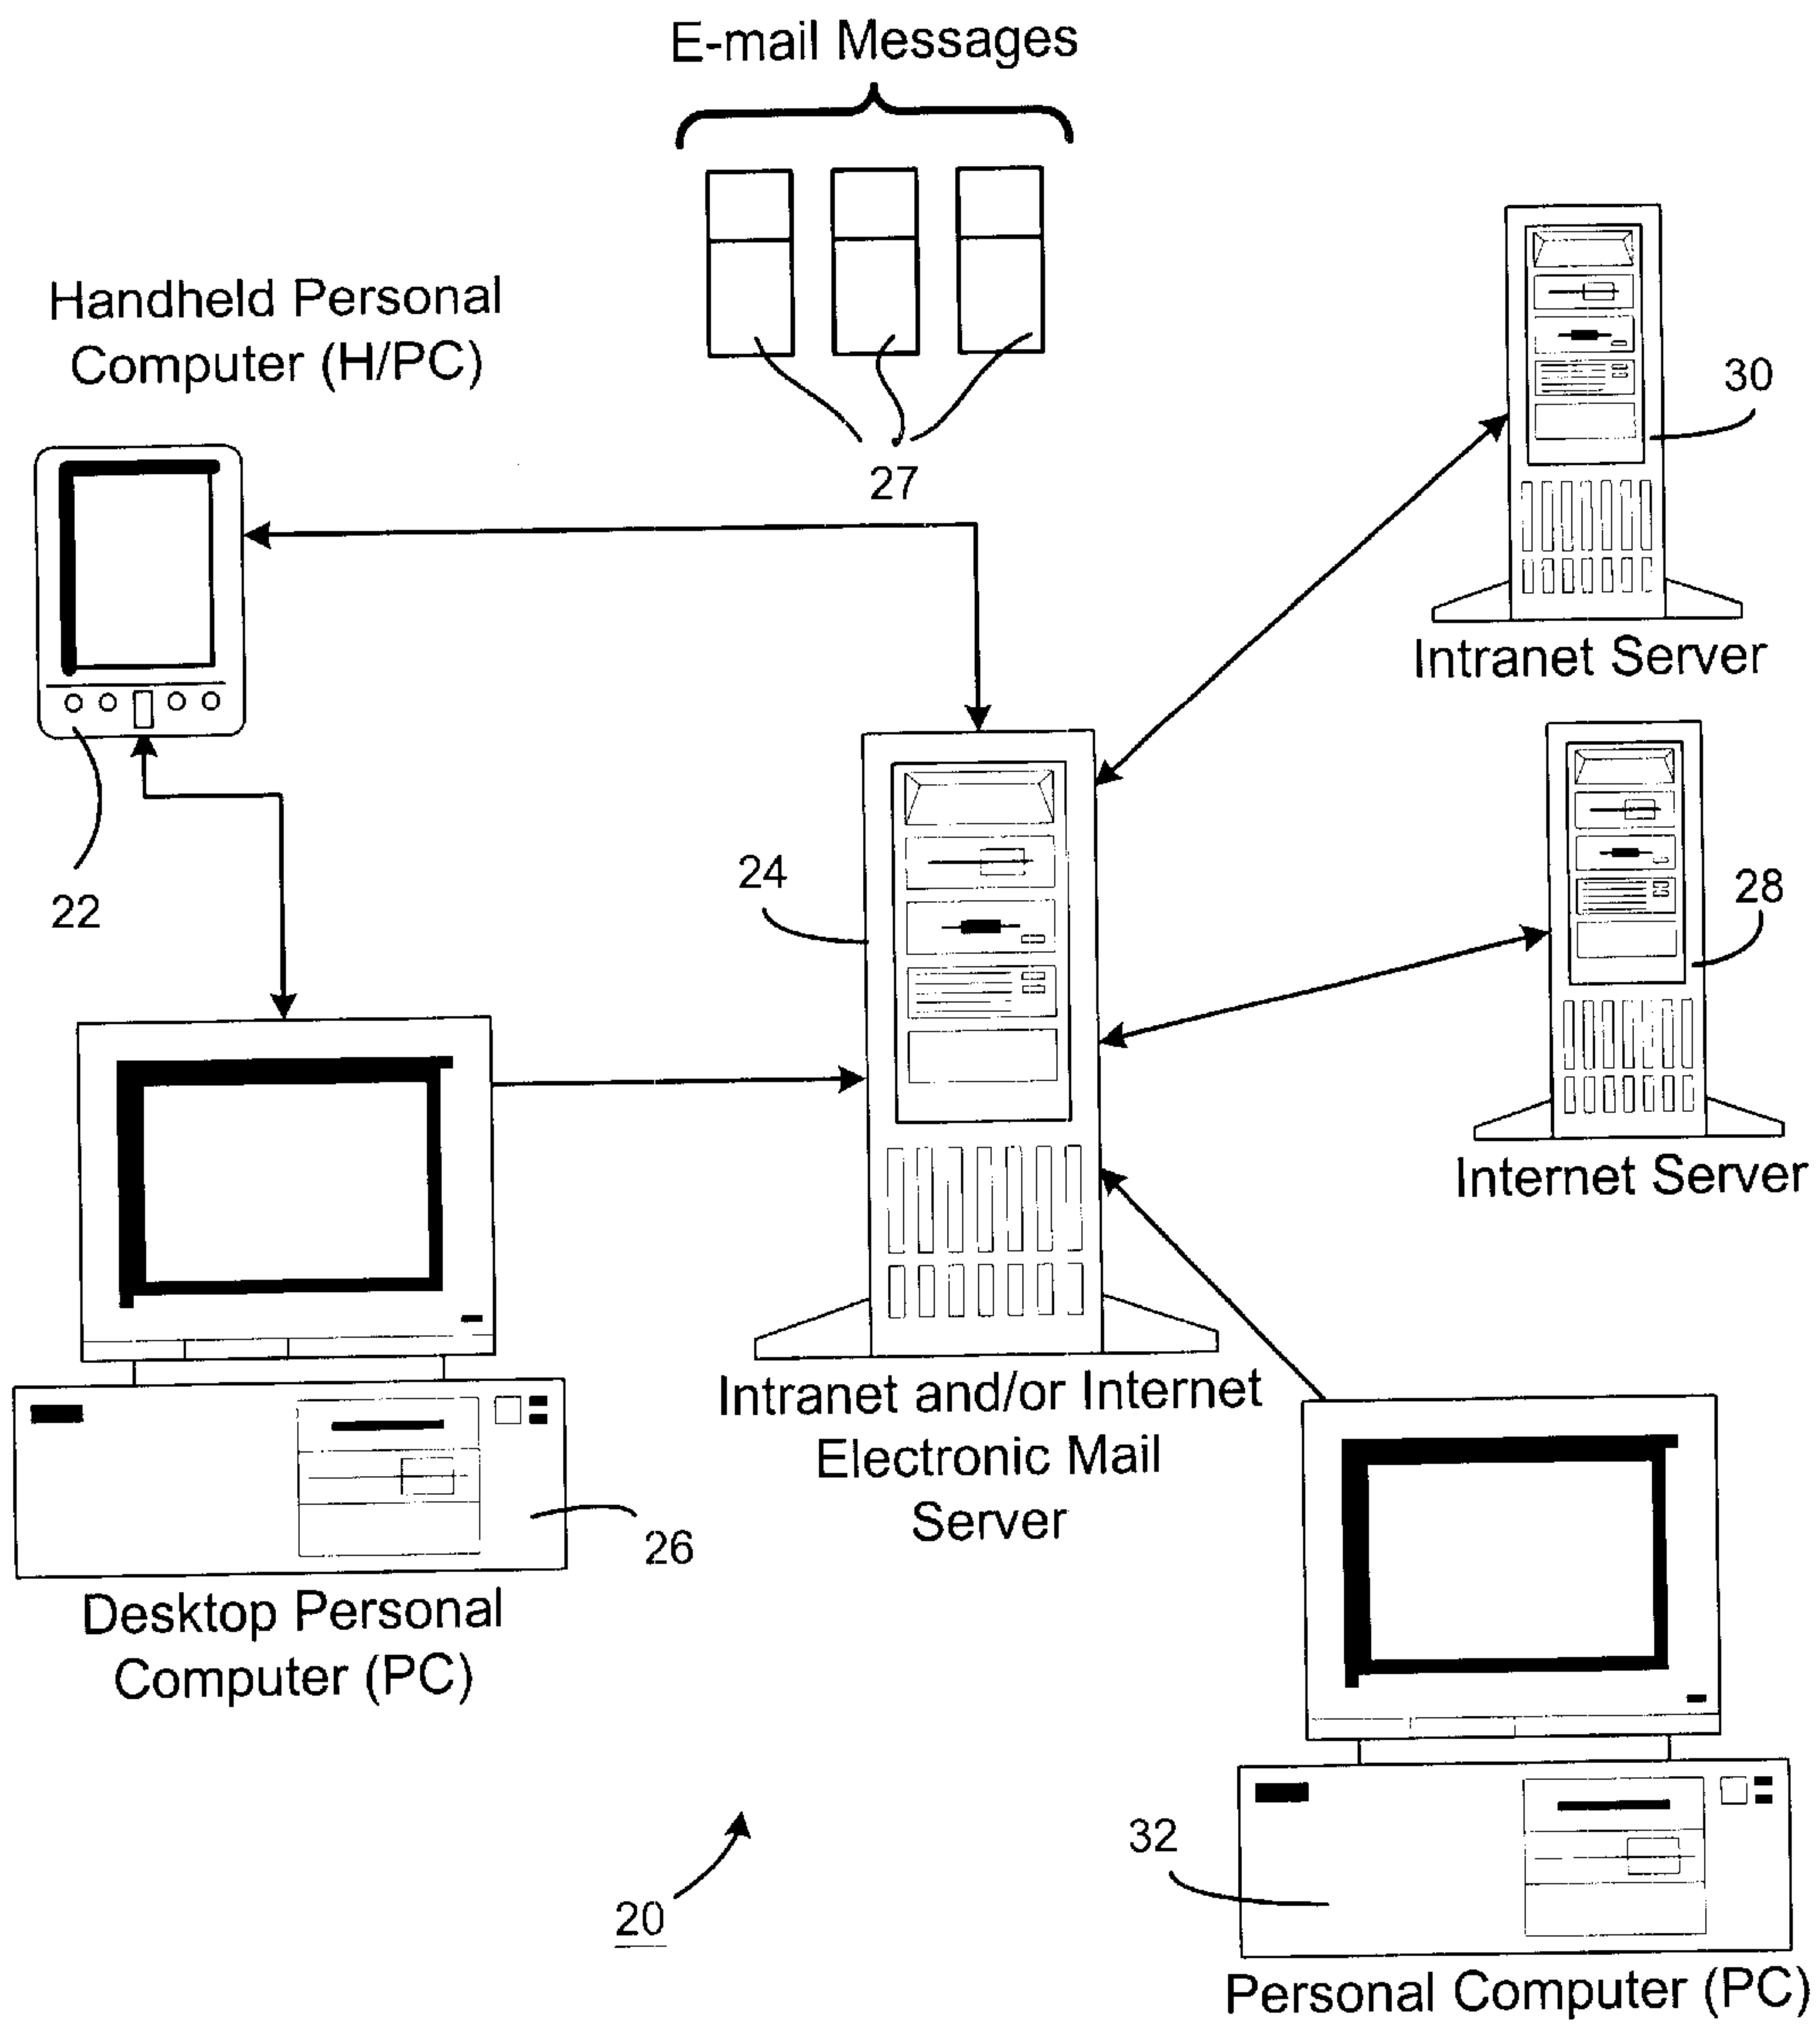 E-mail Messages
Handheld Personal
Computer (H/PC)
27
30
Intranet Server
22
24
28
Internet Server
Intranet and/or Internet
Electronic Mail
Server
26
Desktop Personal
Computer (PC)
32
20
Personal Computer (PC)